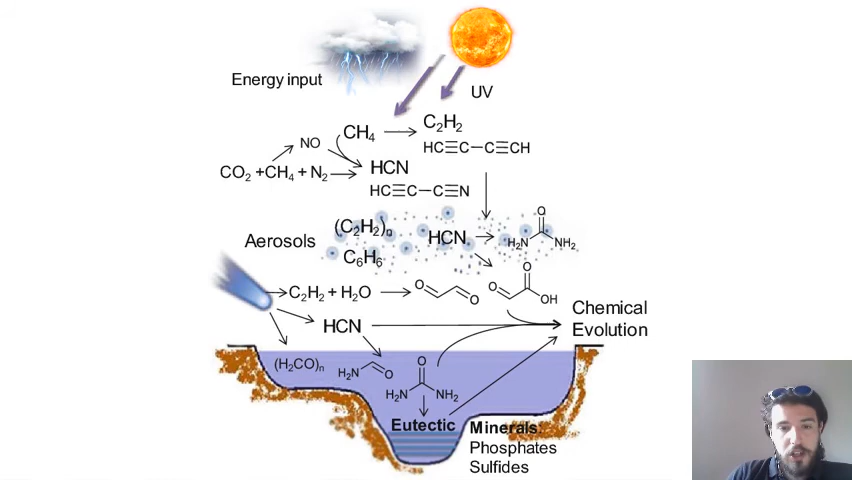 Energy input
UV
CH₄
C₂H₂
NO
HC≡C−C≡CH
CO₂ +CH₄ + N₂
HCN
HC≡C−C≡N
(C₂H₂)n
HCN
O
H₂N
NH₂
Aerosols
C₆H₆
C₂H₂ + H₂O
O
O
O
O
OH
Chemical
Evolution
HCN
(H₂CO)n
H₂N
O
O
H₂N
NH₂
Eutectic
Minerals:
Phosphates
Sulfides